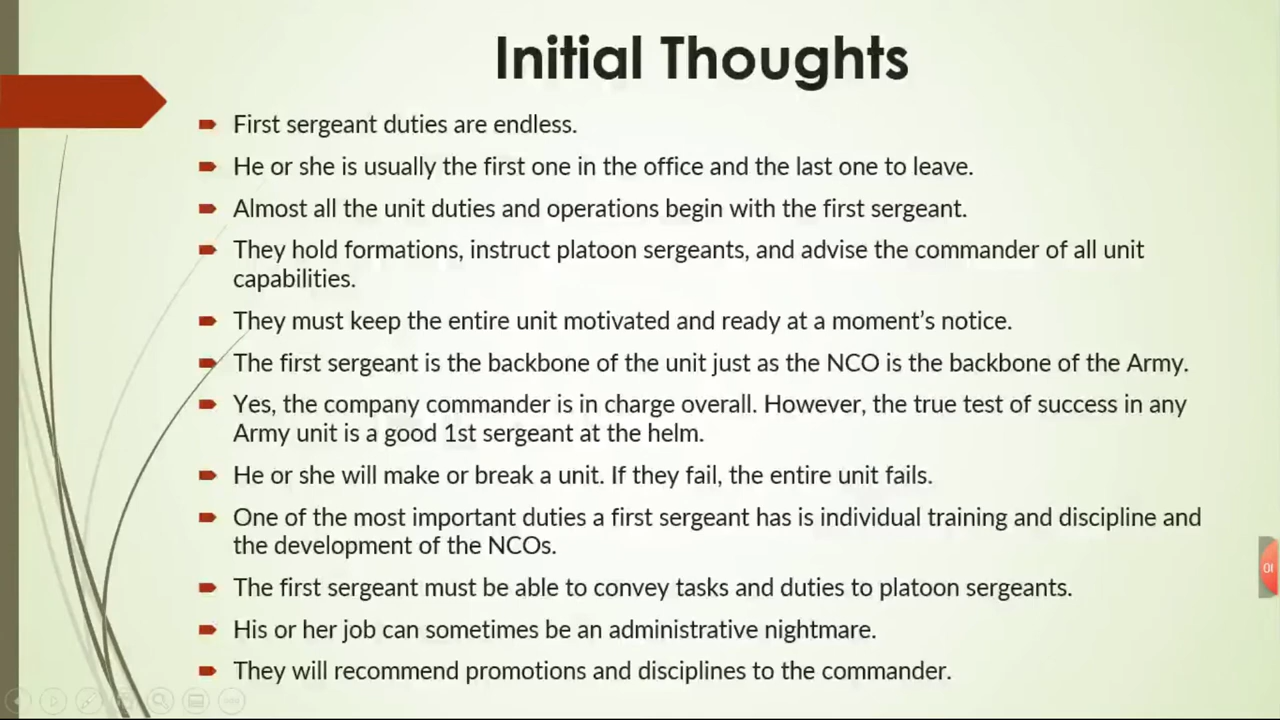 Initial Thoughts
First sergeant duties are endless.
He or she is usually the first one in the office and the last one to leave.
Almost all the unit duties and operations begin with the first sergeant.
They hold formations, instruct platoon sergeants, and advise the commander of all unit
capabilities.
They must keep the entire unit motivated and ready at a moment’s notice.
The first sergeant is the backbone of the unit just as the NCO is the backbone of the Army.
Yes, the company commander is in charge overall. However, the true test of success in any
Army unit is a good 1st sergeant at the helm.
He or she will make or break a unit. If they fail, the entire unit fails.
One of the most important duties a first sergeant has is individual training and discipline and
the development of the NCOs.
The first sergeant must be able to convey tasks and duties to platoon sergeants.
His or her job can sometimes be an administrative nightmare.
They will recommend promotions and disciplines to the commander.